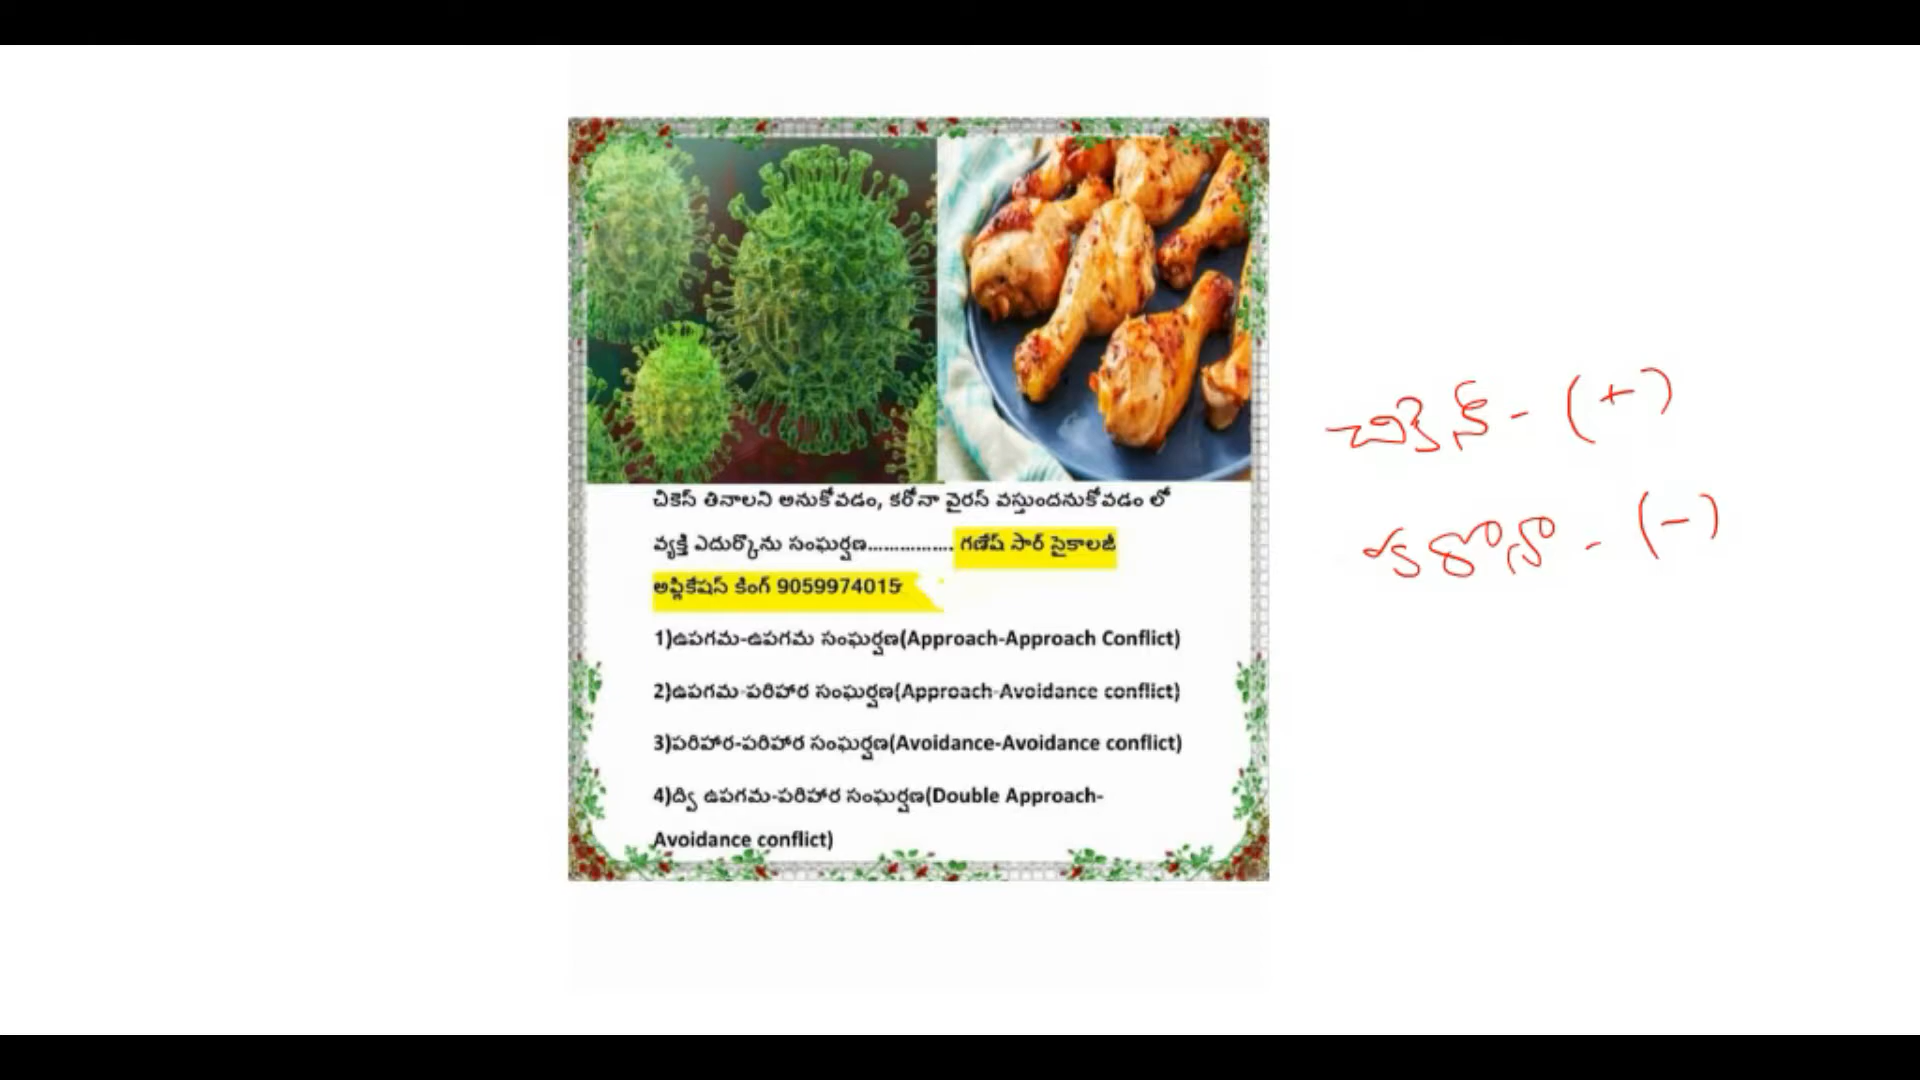 చికెన్ తినాలని అనుకోవడం, కరోనా వైరస్ వస్తుందనుకోవడం లో
వ్యక్తి ఎదుర్కొను సంఘర్షణ............... గణేష్ సార్ సైకాలజీ
అప్లికేషన్ కింగ్ 9059974015
1)ఉపగమ-ఉపగమ సంఘర్షణ(Approach-Approach Conflict)
2)ఉపగమ-పరిహార సంఘర్షణ(Approach-Avoidance conflict)
3)పరిహార-పరిహార సంఘర్షణ(Avoidance-Avoidance conflict)
4)ద్వి ఉపగమ-పరిహార సంఘర్షణ(Double Approach-
Avoidance conflict)
చికెన్ - (+)
కరోనా - (-)